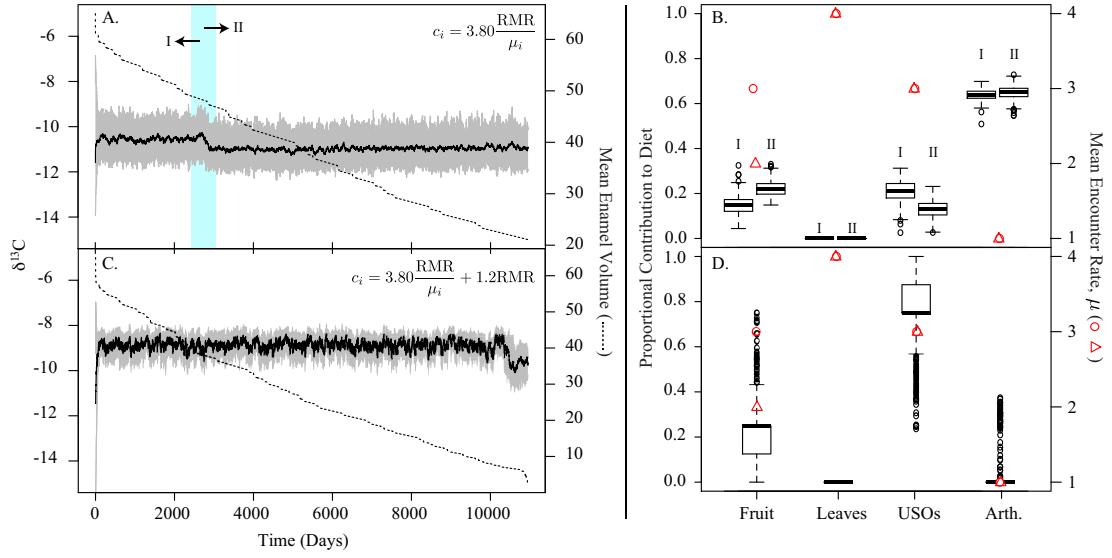 A.
c_i = 3.80 RMR/μ_i
I
II
-6
-8
-10
-12
-14
60
50
40
30
20
C.
c_i = 3.80 RMR/μ_i + 1.2RMR
-6
-8
-10
-12
-14
60
50
40
30
20
10
0
2000
4000
6000
8000
10000
Time (Days)
δ¹³C
Mean Enamel Volume (......)
B.
1.0
0.8
0.6
0.4
0.2
0.0
4
3
2
1
I
II
I
II
I
II
I
II
D.
1.0
0.8
0.6
0.4
0.2
0.0
4
3
2
1
Fruit
Leaves
USOs
Arth.
Proportional Contribution to Diet
Mean Encounter Rate, μ (○ △)